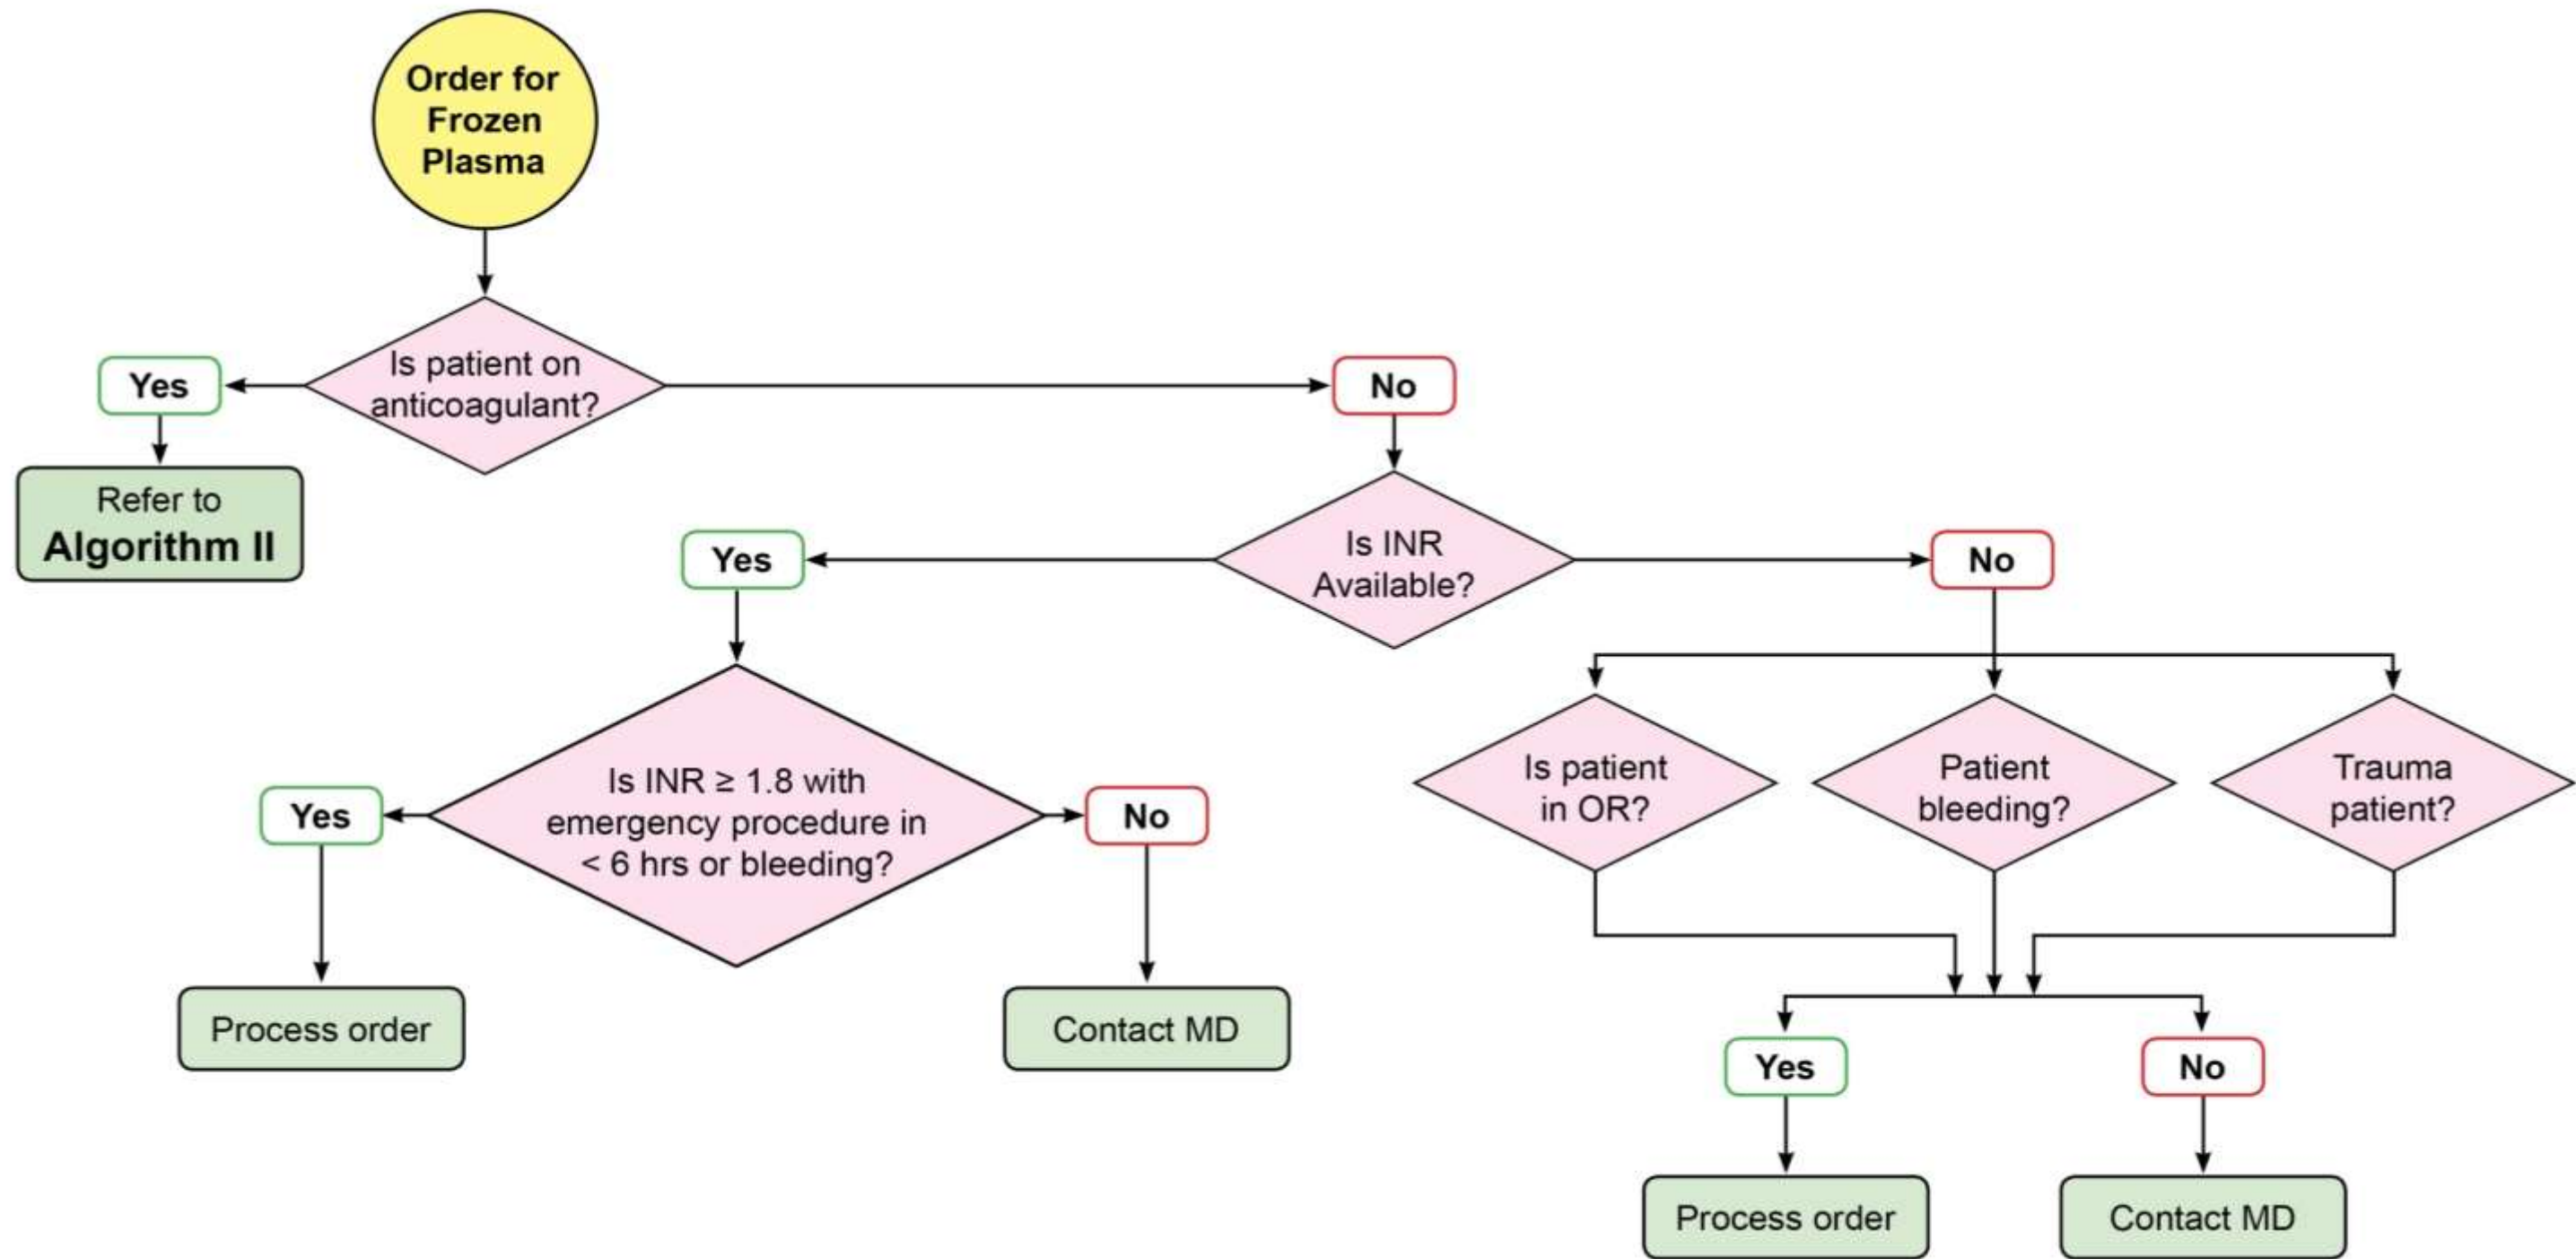 Order for
Frozen
Plasma
Is patient on
anticoagulant?
Yes
No
Refer to
Algorithm II
Is INR
Available?
Yes
No
Is INR ≥ 1.8 with
emergency procedure in
< 6 hrs or bleeding?
Yes
No
Process order
Contact MD
Is patient
in OR?
Patient
bleeding?
Trauma
patient?
Yes
No
Process order
Contact MD